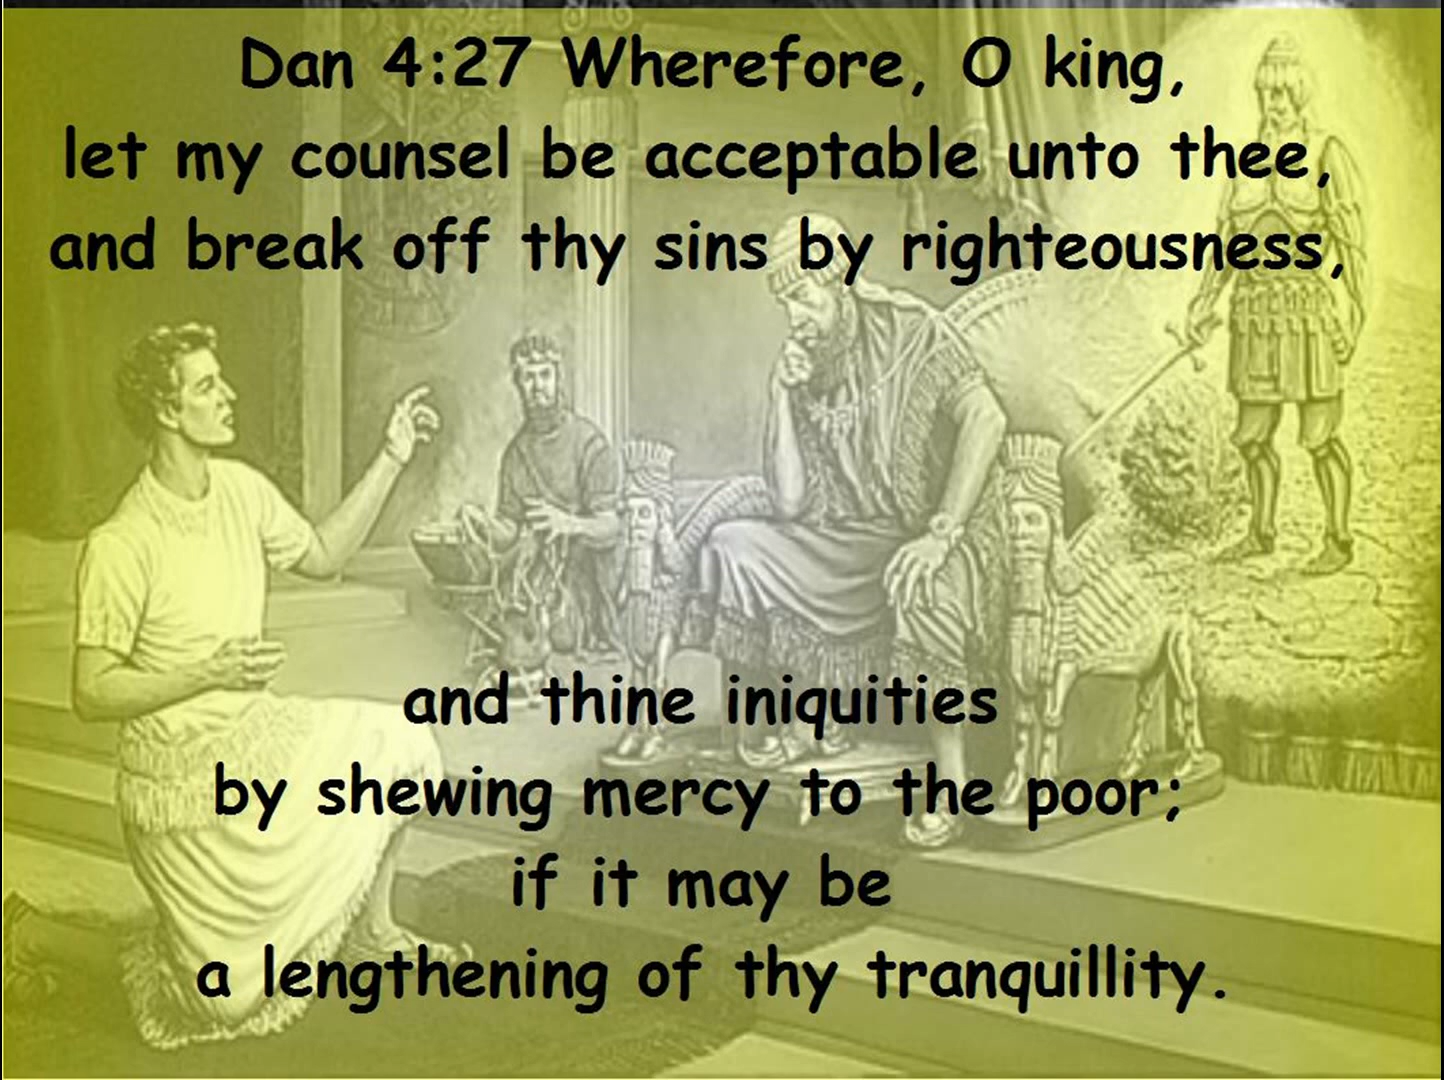 Dan 4:27 Wherefore, O king,
let my counsel be acceptable unto thee,
and break off thy sins by righteousness,
and thine iniquities
by shewing mercy to the poor;
if it may be
a lengthening of thy tranquillity.